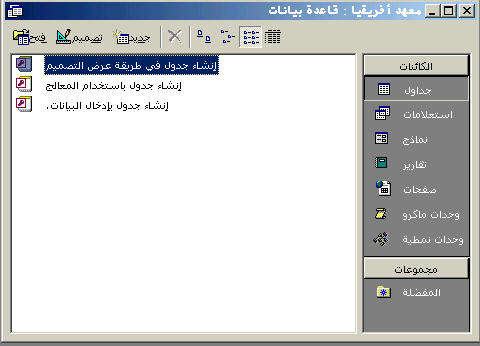 معهد أفريقيا : قاعدة بيانات
فتح تصميم جديد
الكائنات
جداول
استعلامات
نماذج
تقارير
صفحات
وحدات ماكرو
وحدات نمطية
مجموعات
المفضلة
إنشاء جدول في طريقة عرض التصميم
إنشاء جدول باستخدام المعالج
إنشاء جدول بإدخال البيانات.